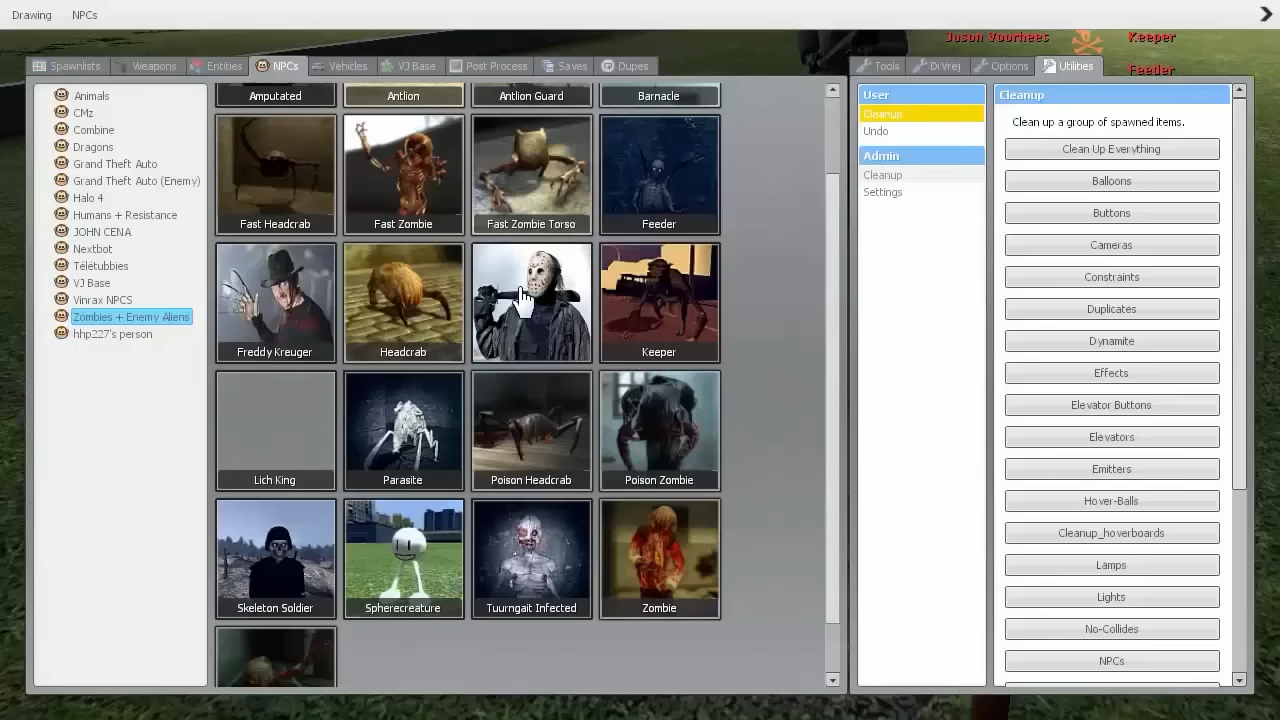 Drawing NPCs
Jason Voorhees Keeper
Feeder
Spawnlists Weapons Entities NPCs Vehicles VJ Base Post Process Saves Dupes
Tools DrVrej Options Utilities
Animals
CMz
Combine
Dragons
Grand Theft Auto
Grand Theft Auto (Enemy)
Halo 4
Humans + Resistance
JOHN CENA
Nextbot
Télétubbies
VJ Base
Vinrax NPCS
Zombies + Enemy Aliens
hhp227's person
Amputated Antlion Antlion Guard Barnacle
Fast Headcrab Fast Zombie Fast Zombie Torso Feeder
Freddy Kreuger Headcrab Keeper
Lich King Parasite Poison Headcrab Poison Zombie
Skeleton Soldier Spherecreature Tuurngait Infected Zombie
User
Cleanup
Undo
Admin
Cleanup
Settings
Cleanup
Clean up a group of spawned items.
Clean Up Everything
Balloons
Buttons
Cameras
Constraints
Duplicates
Dynamite
Effects
Elevator Buttons
Elevators
Emitters
Hover-Balls
Cleanup_hoverboards
Lamps
Lights
No-Collides
NPCs